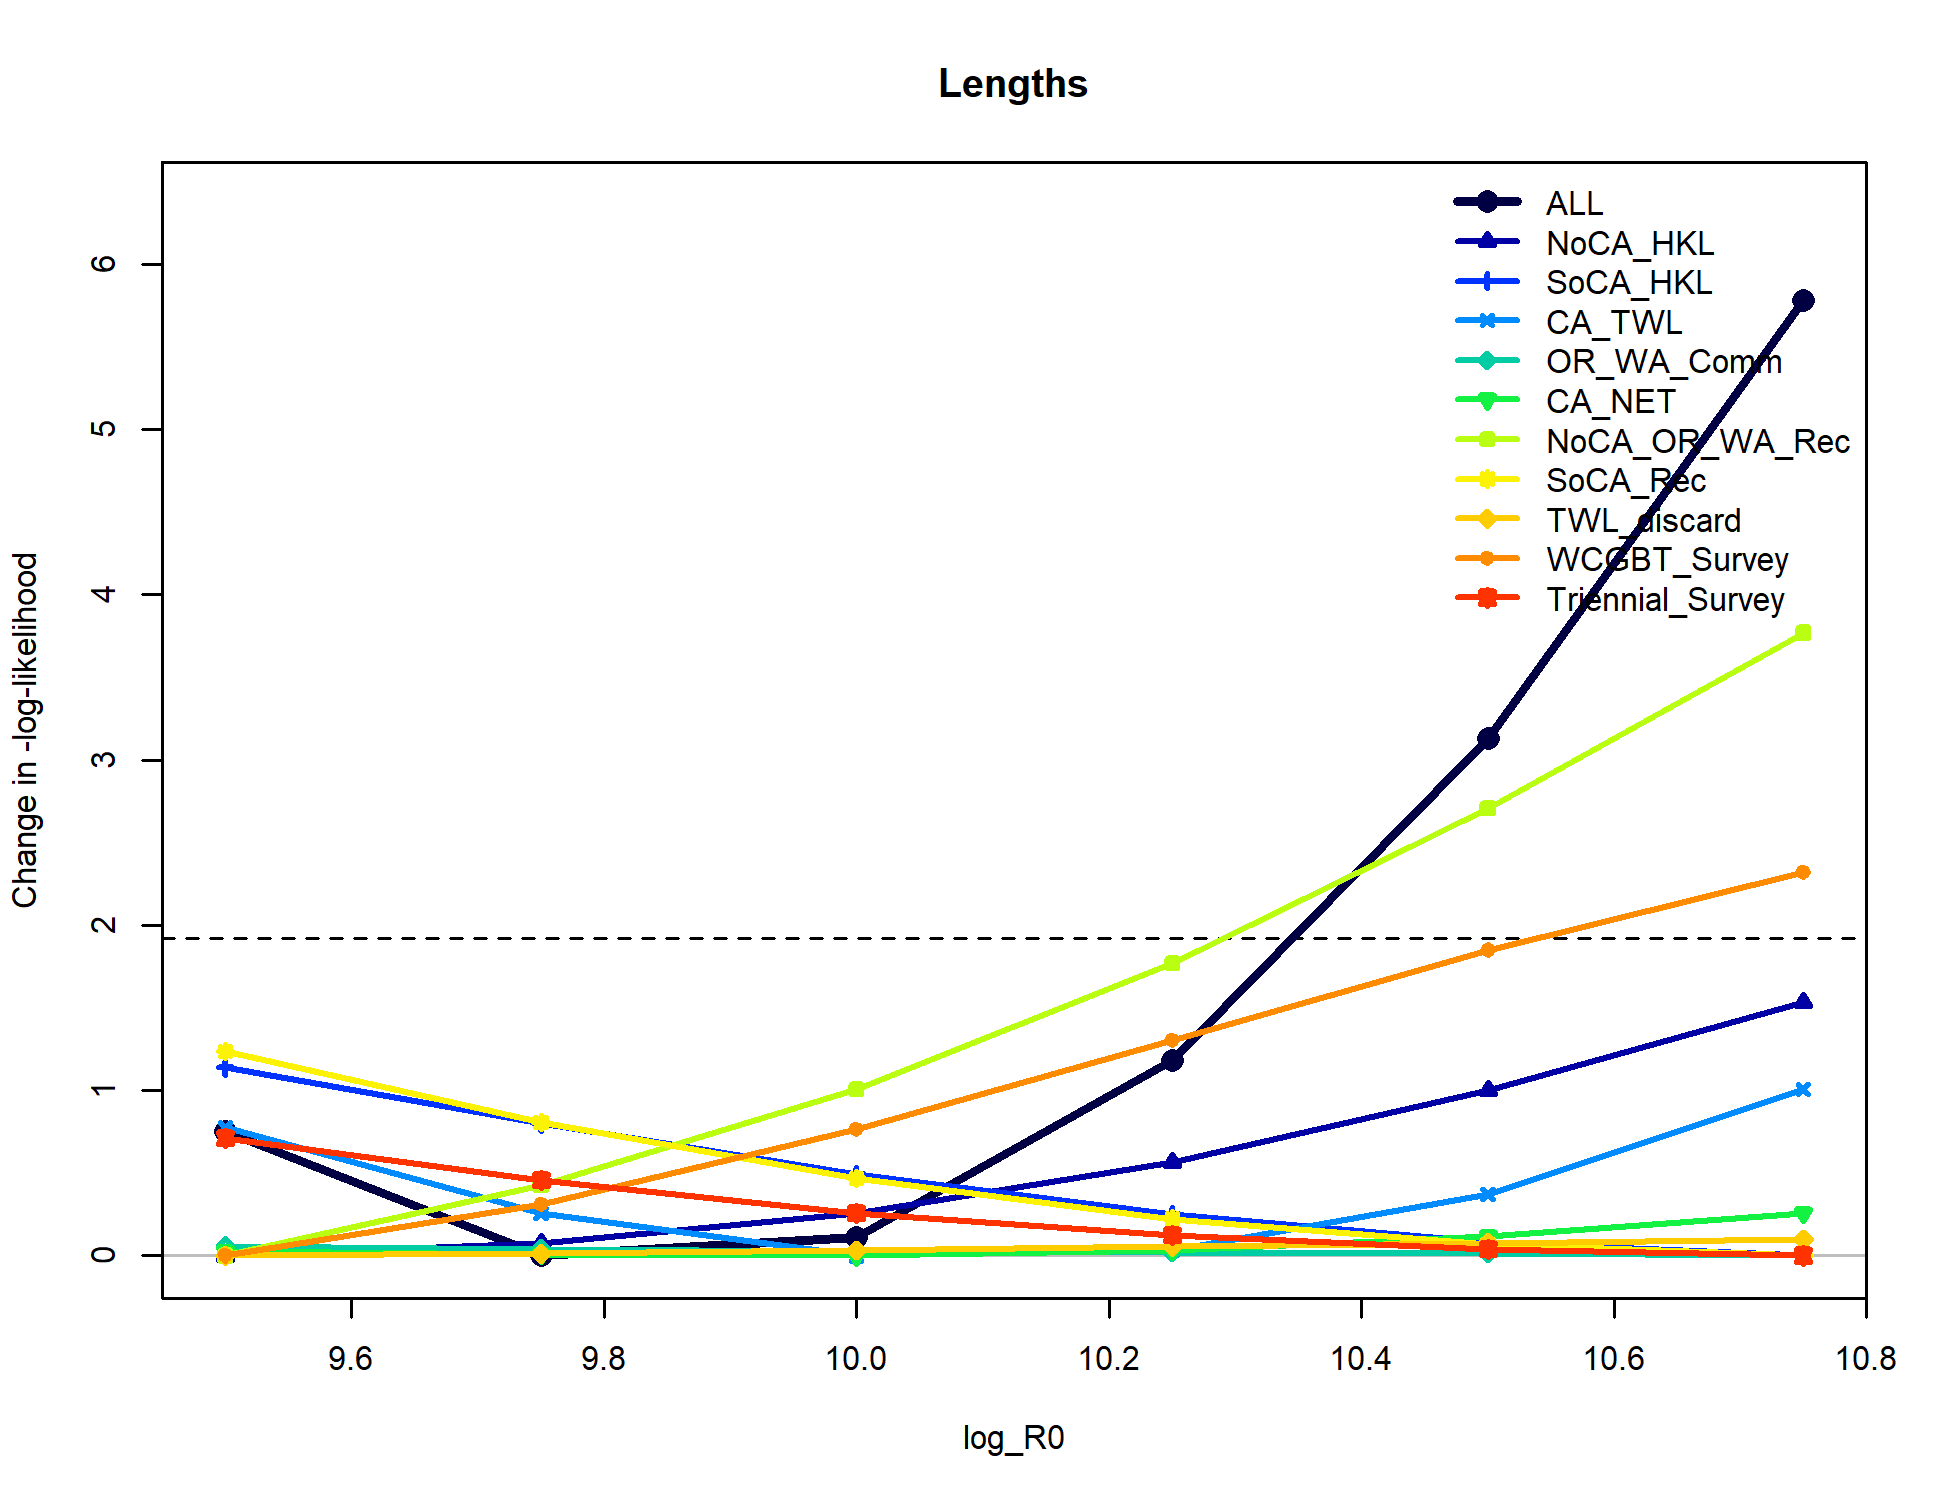 Lengths
ALL
NoCA_HKL
SoCA_HKL
CA_TWL
OR_WA_Comm
CA_NET
NoCA_OR_WA_Rec
SoCA_Rec
TWL_discard
WCGBT_Survey
Triennial_Survey
Change in -log-likelihood
6
5
4
3
2
1
0
9.6 9.8 10.0 10.2 10.4 10.6 10.8
log_R0